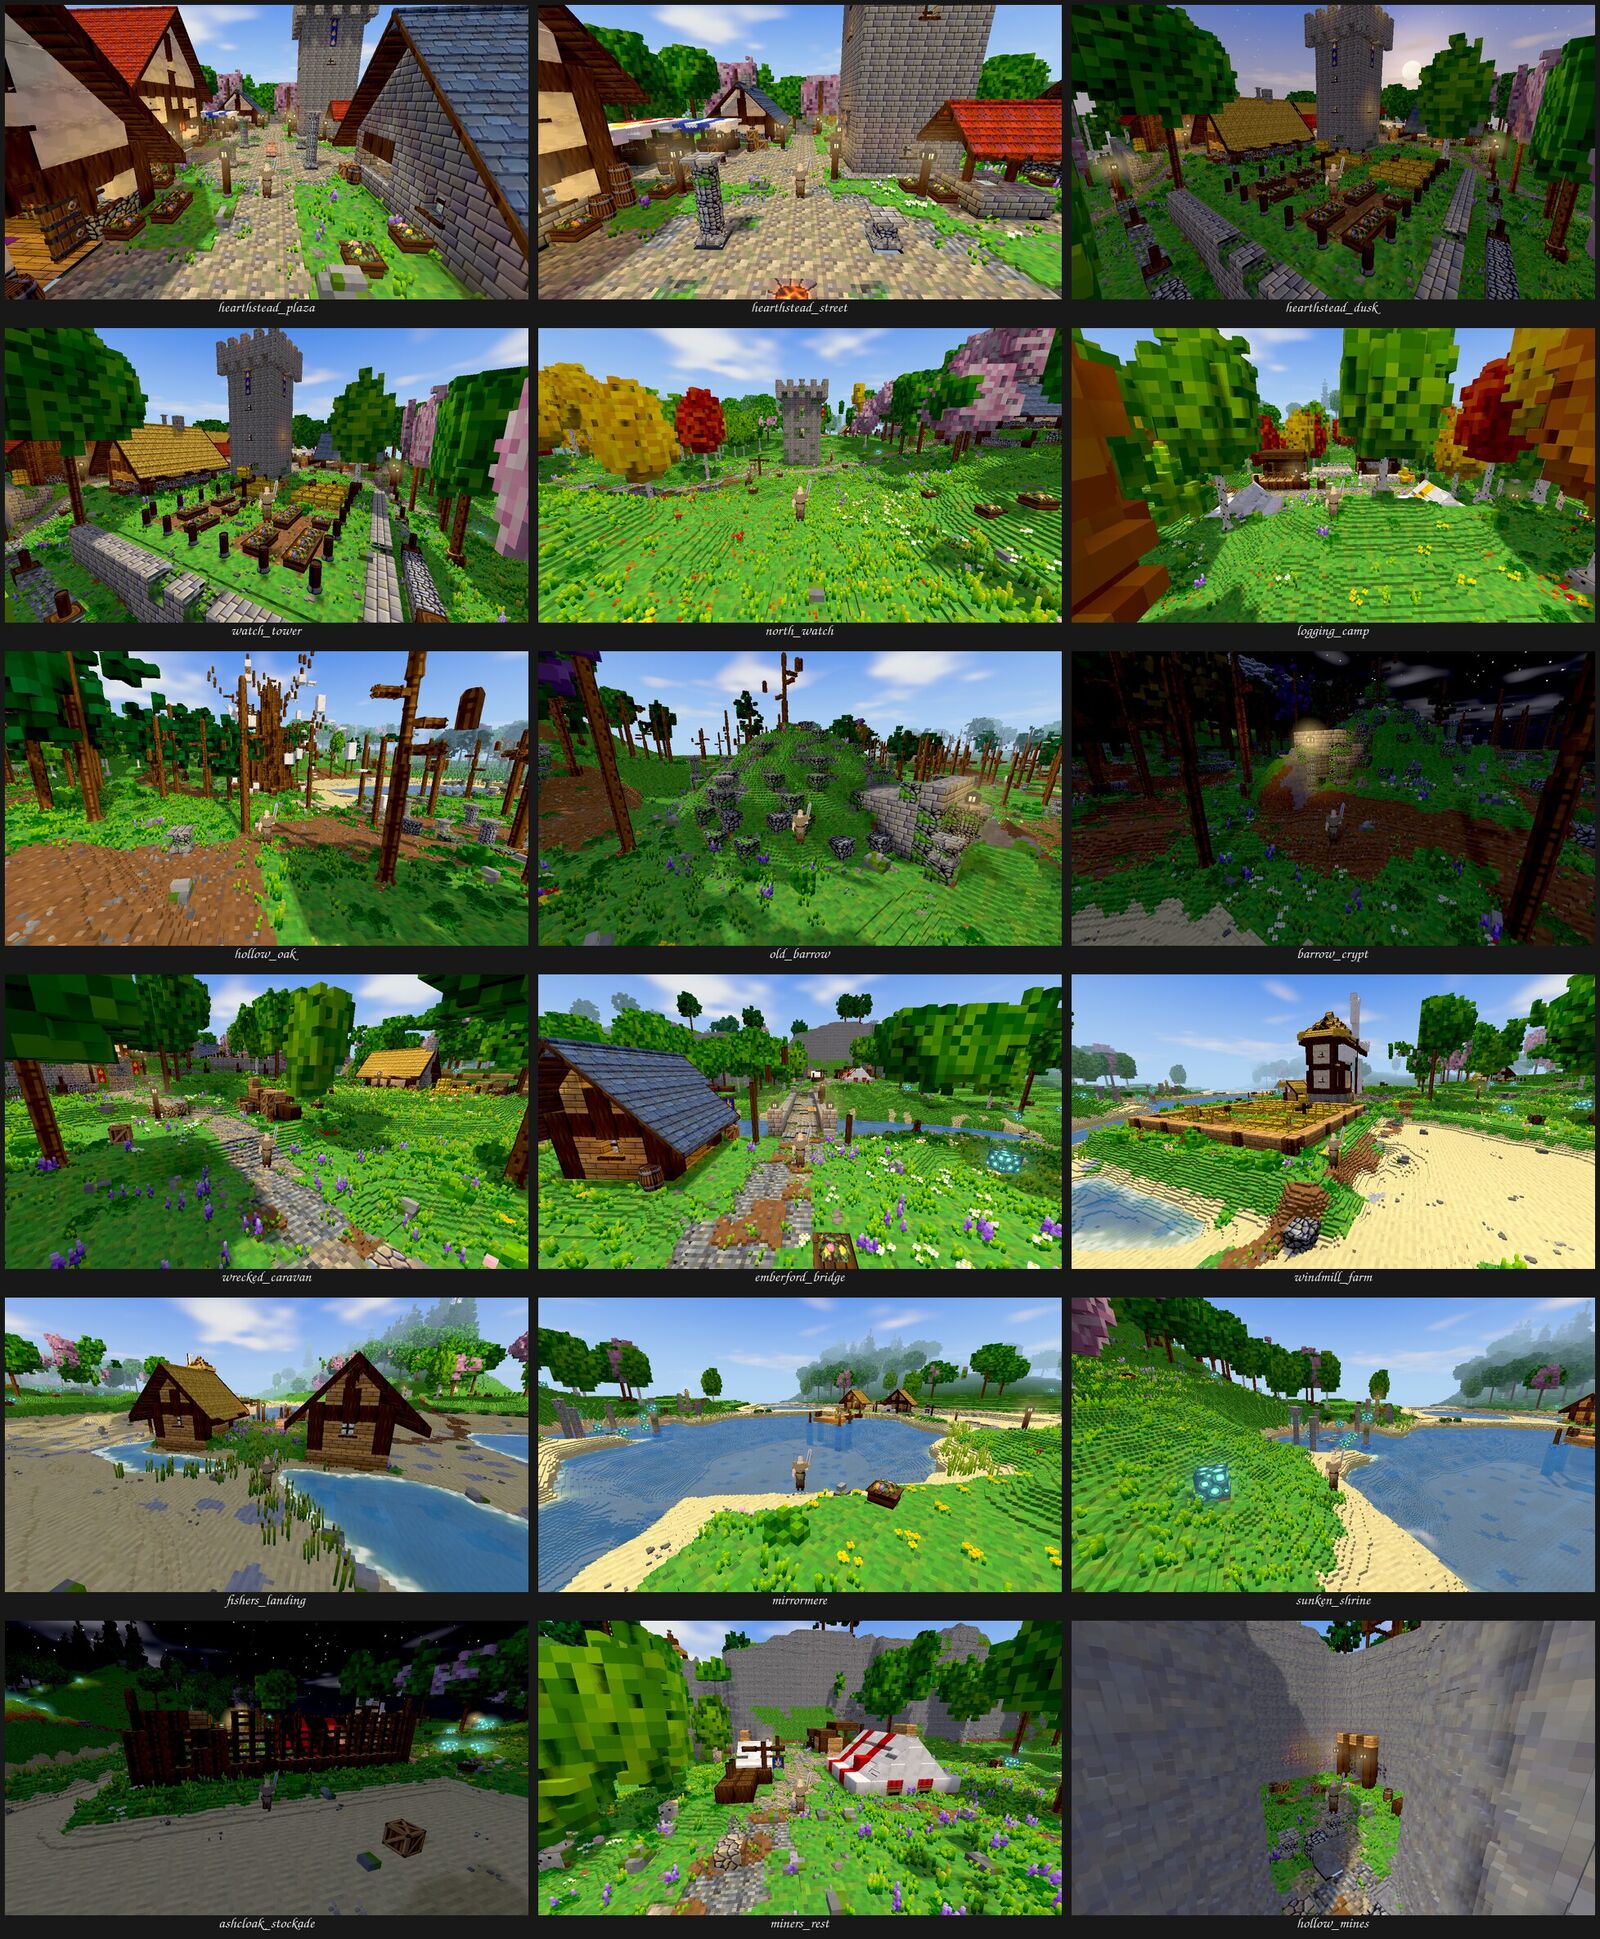 hearthstead_plaza
hearthstead_street
hearthstead_dusk
watch_tower
north_watch
logging_camp
hollow_oak
old_barrow
barrow_crypt
wrecked_caravan
emberford_bridge
windmill_farm
fishers_landing
mirrormere
sunken_shrine
ashcloak_stockade
miners_rest
hollow_mines